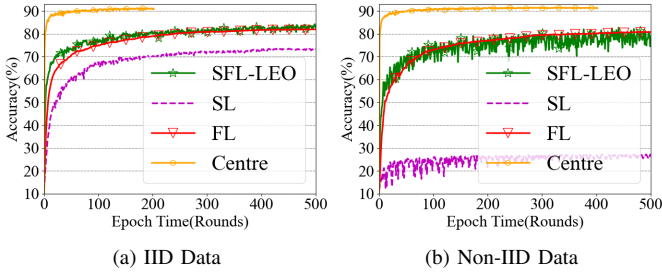 100
90
80
70
60
50
40
30
20
10
Accuracy(%)
SFL-LEO
SL
FL
Centre
0 100 200 300 400 500
Epoch Time(Rounds)
(a) IID Data
100
90
80
70
60
50
40
30
20
10
Accuracy(%)
SFL-LEO
SL
FL
Centre
0 100 200 300 400 500
Epoch Time(Rounds)
(b) Non-IID Data